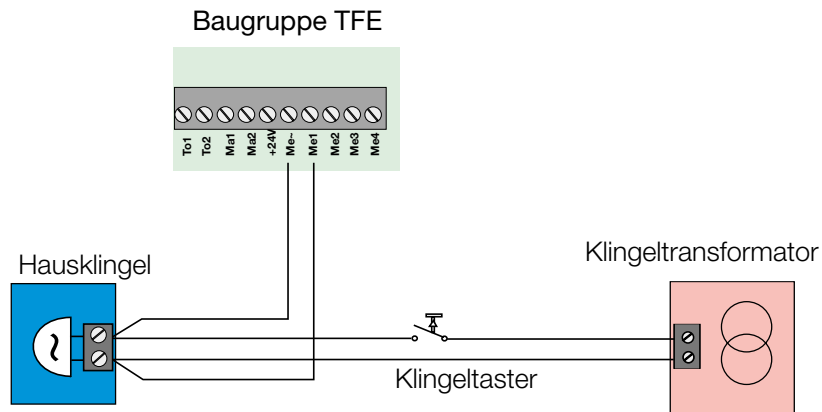 Baugruppe TFE
To1
To2
Ma1
Ma2
+24V
Me~
Me1
Me2
Me3
Me4
Hausklingel
Klingeltransformator
~
Klingeltaster